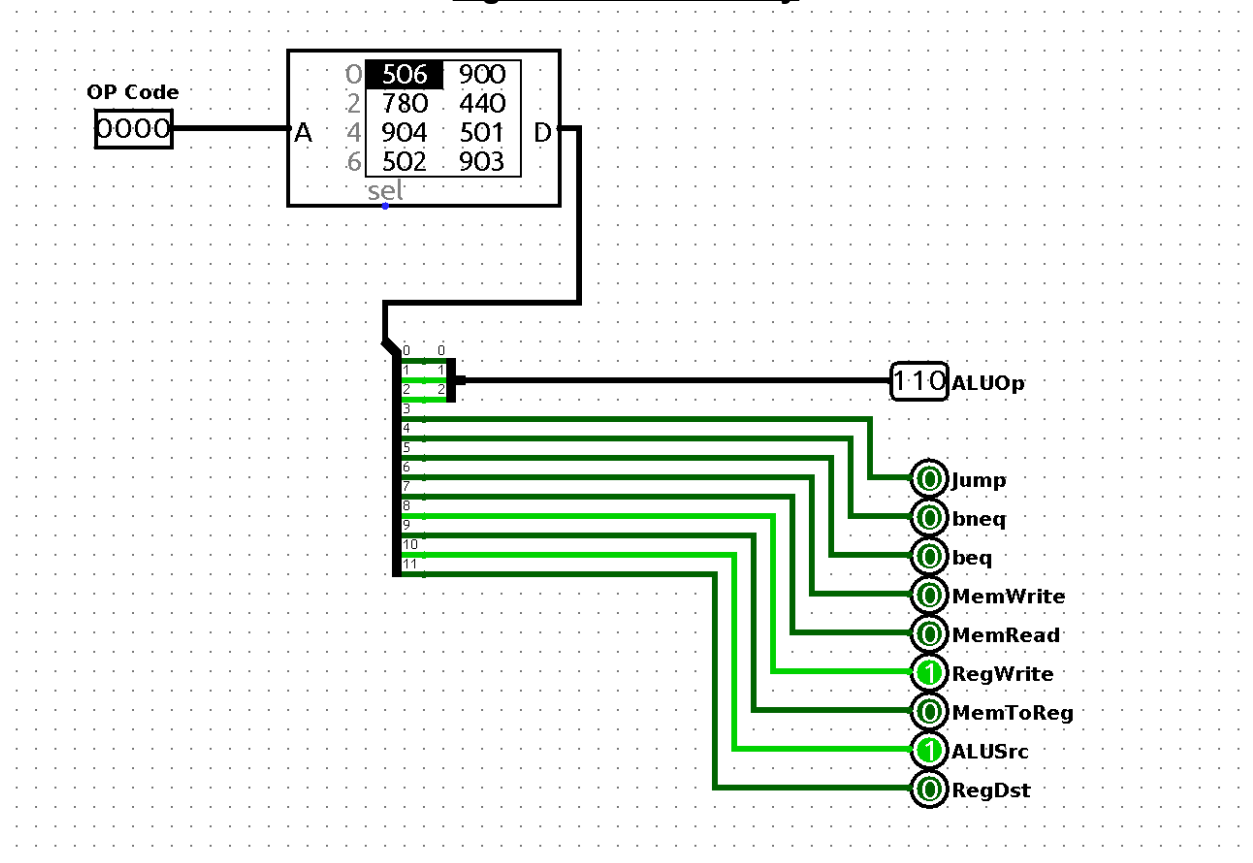 OP Code
0000
A
0 506 900
2 780 440
4 904 501
6 502 903
D
sel
0 0
1 1
2 2
3
4
5
6
7
8
9
10
11
110 ALUOp
0 Jump
0 bneq
0 beq
0 MemWrite
0 MemRead
1 RegWrite
0 MemToReg
1 ALUSrc
0 RegDst